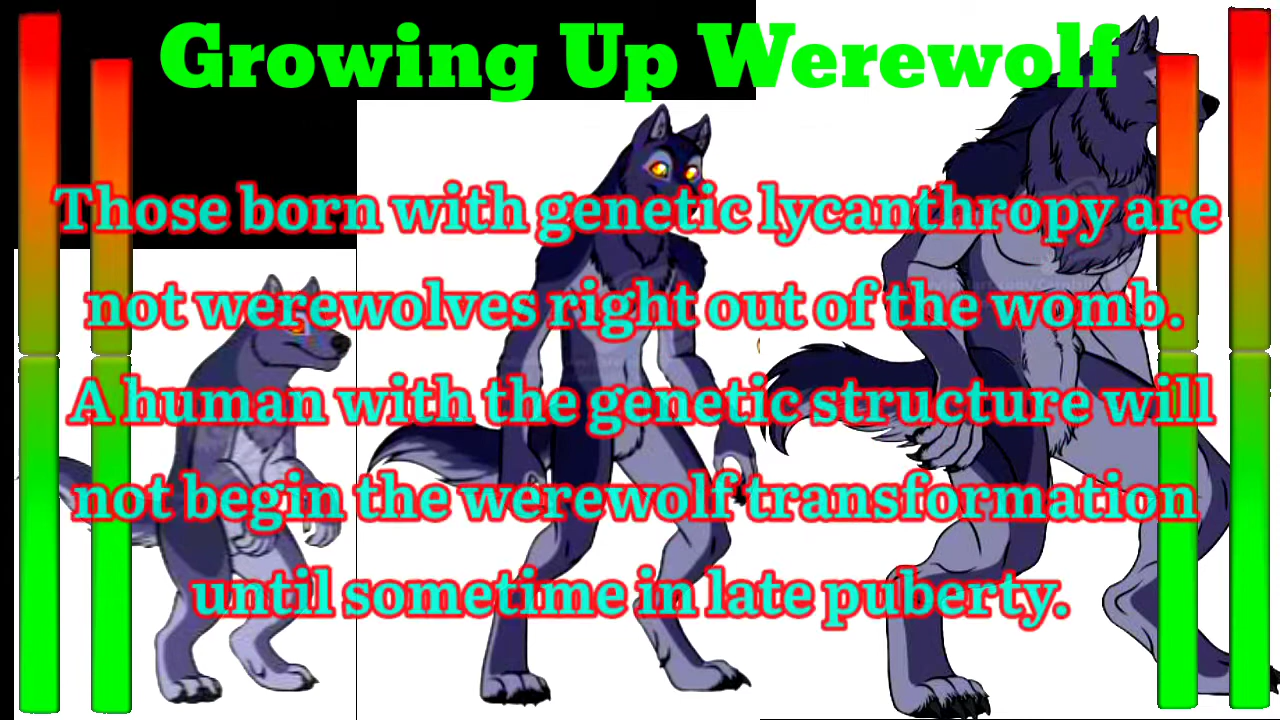 Growing Up Werewolf
Those born with genetic lycanthropy are
not werewolves right out of the womb.
A human with the genetic structure will
not begin the werewolf transformation
until sometime in late puberty.